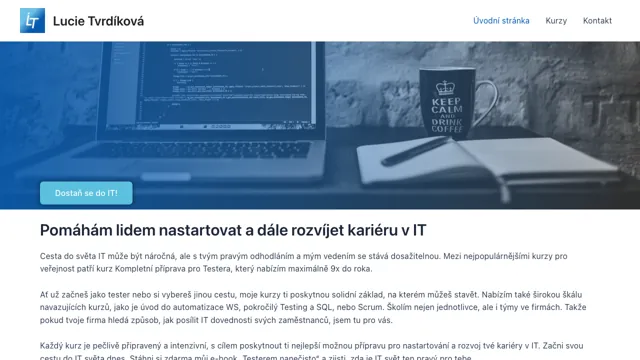 LT
Lucie Tvrdíková
Úvodní stránka
Kurzy
Kontakt
KEEP
CALM
AND
DRINK
COFFEE
Dostaň se do IT!
Pomáhám lidem nastartovat a dále rozvíjet kariéru v IT
Cesta do světa IT může být náročná, ale s tvým pravým odhodláním a mým vedením se stává dosažitelnou. Mezi nejpopulárnějšími kurzy pro
veřejnost patří kurz Kompletní příprava pro Testera, který nabízím maximálně 9x do roka.
Ať už začneš jako tester nebo si vybereš jinou cestu, moje kurzy ti poskytnou solidní základ, na kterém můžeš stavět. Nabízím také širokou škálu
navazujících kurzů, jako je úvod do automatizace WS, pokročilý Testing a SQL, nebo Scrum. Školím nejen jednotlivce, ale i týmy ve firmách. Takže
pokud tvoje firma hledá způsob, jak posílit IT dovednosti svých zaměstnanců, jsem tu pro vás.
Každý kurz je pečlivě připravený a intenzivní, s cílem poskytnout ti nejlepší možnou přípravu pro nastartování a rozvoj tvé kariéry v IT. Začni svou
cestu do IT světa dnes. Stáhni si zdarma můj e-book „Testerem nanečisto" a zjisti, zda je IT svět ten pravý pro tebe.